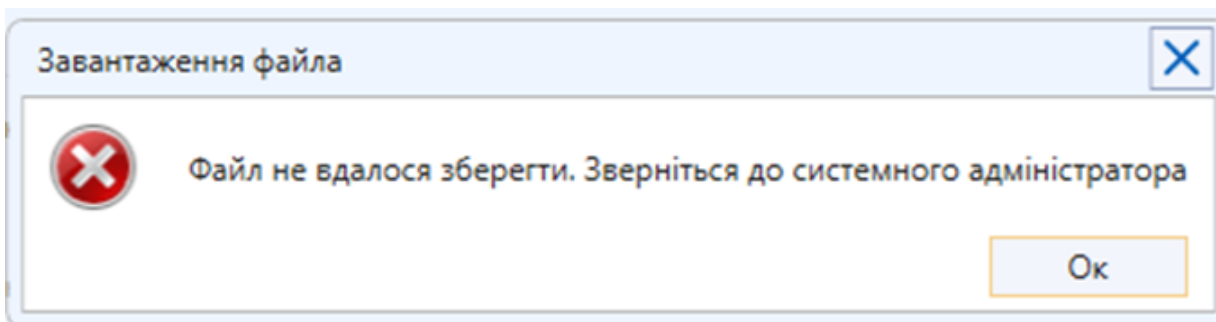 Завантаження файла
Файл не вдалося зберегти. Зверніться до системного адміністратора
Ок